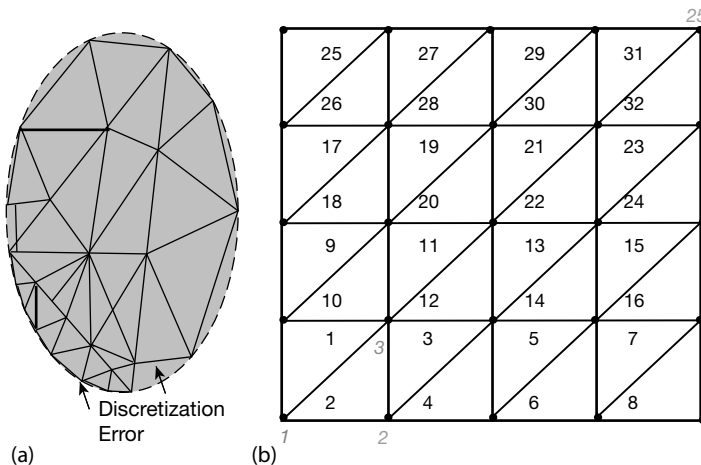 25
25 27 29 31
26 28 30 32
17 19 21 23
18 20 22 24
9 11 13 15
10 12 14 16
1 3 5 7
3
2 4 6 8
Discretization
Error
1 2
(a) (b)